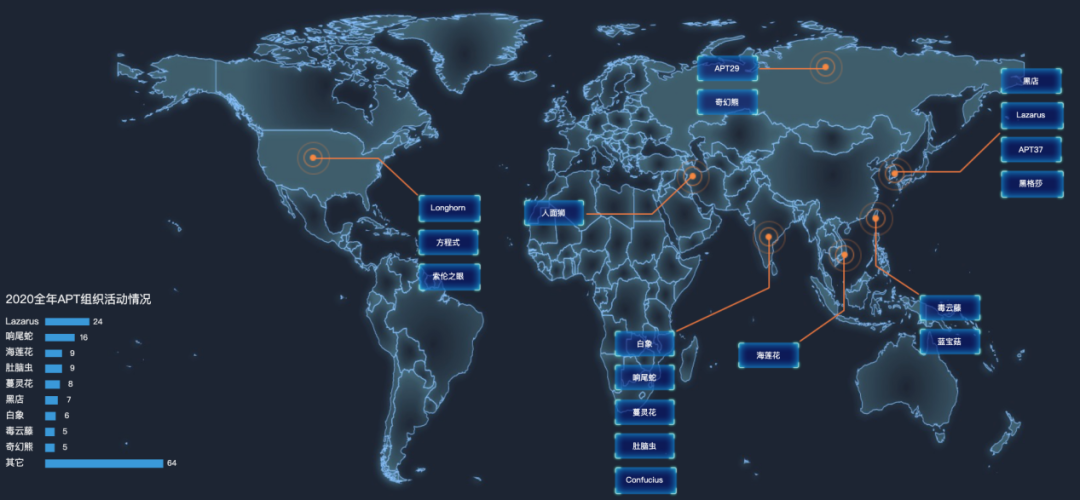 APT29
奇幻熊
黑店
Lazarus
APT37
黑格莎
Longhorn
方程式
索伦之眼
人面狮
毒云藤
蓝宝菇
海莲花
白象
响尾蛇
蔓灵花
肚脑虫
Confucius
2020全年APT组织活动情况
Lazarus 24
响尾蛇 16
海莲花 9
肚脑虫 9
蔓灵花 8
黑店 7
白象 6
毒云藤 5
奇幻熊 5
其它 64